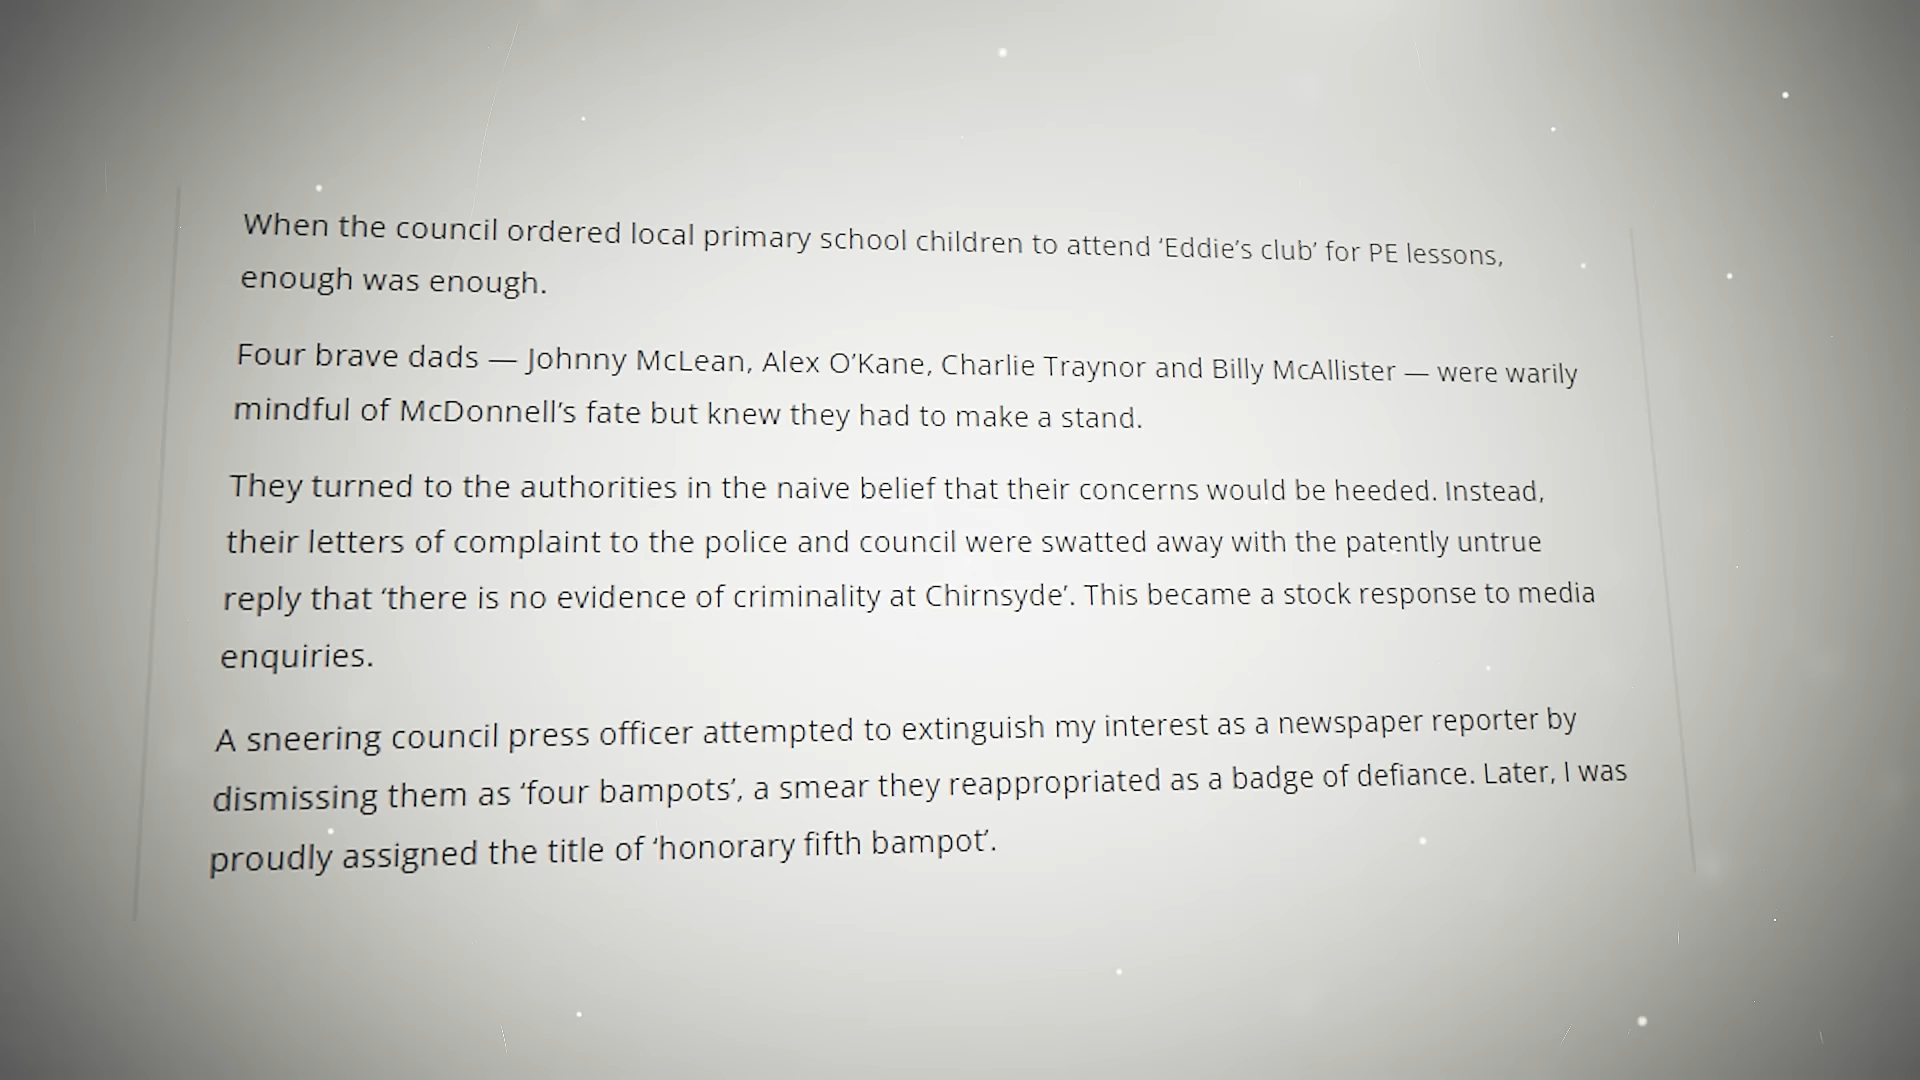 When the council ordered local primary school children to attend ‘Eddie’s club’ for PE lessons,
enough was enough.
Four brave dads — Johnny McLean, Alex O’Kane, Charlie Traynor and Billy McAllister — were warily
mindful of McDonnell’s fate but knew they had to make a stand.
They turned to the authorities in the naive belief that their concerns would be heeded. Instead,
their letters of complaint to the police and council were swatted away with the patently untrue
reply that ‘there is no evidence of criminality at Chirnsyde’. This became a stock response to media
enquiries.
A sneering council press officer attempted to extinguish my interest as a newspaper reporter by
dismissing them as ‘four bampots’, a smear they reappropriated as a badge of defiance. Later, I was
proudly assigned the title of ‘honorary fifth bampot’.